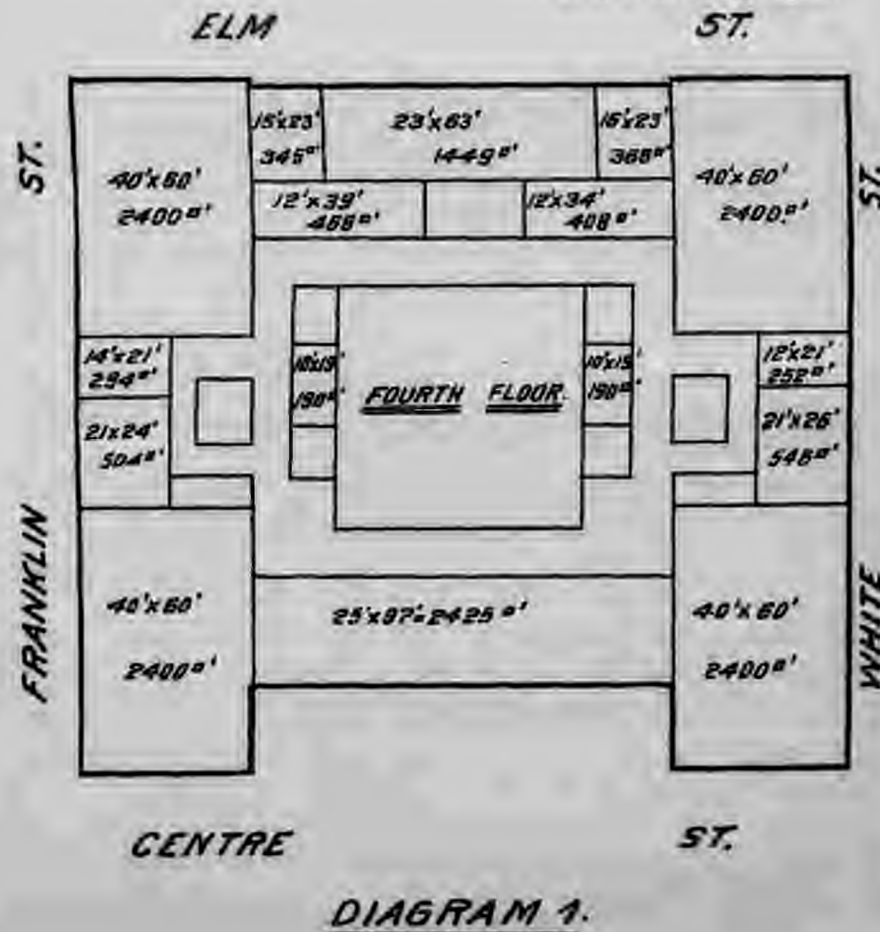 ELM ST.
ST.
ST.
15'x23'
345□'
23'x63'
1449□'
16'x23'
368□'
40'x60'
2400□'
40'x60'
2400□'
12'x39'
468□'
12'x34'
408□'
14'x21'
294□'
10'x19'
190□'
FOURTH FLOOR.
10'x19'
190□'
12'x21'
252□'
21'x24'
504□'
21'x26'
546□'
FRANKLIN
WHITE
40'x60'
2400□'
25'x97'=2425□'
40'x60'
2400□'
CENTRE ST.
DIAGRAM 1.